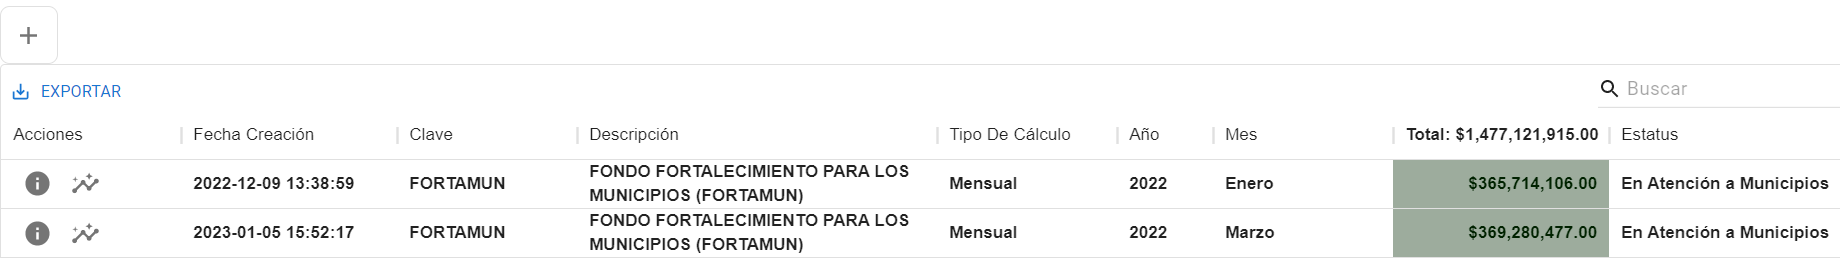 EXPORTAR
Buscar
Acciones Fecha Creación Clave Descripción Tipo De Cálculo Año Mes Total: $1,477,121,915.00 Estatus
2022-12-09 13:38:59 FORTAMUN FONDO FORTALECIMIENTO PARA LOS MUNICIPIOS (FORTAMUN) Mensual 2022 Enero $365,714,106.00 En Atención a Municipios
2023-01-05 15:52:17 FORTAMUN FONDO FORTALECIMIENTO PARA LOS MUNICIPIOS (FORTAMUN) Mensual 2022 Marzo $369,280,477.00 En Atención a Municipios